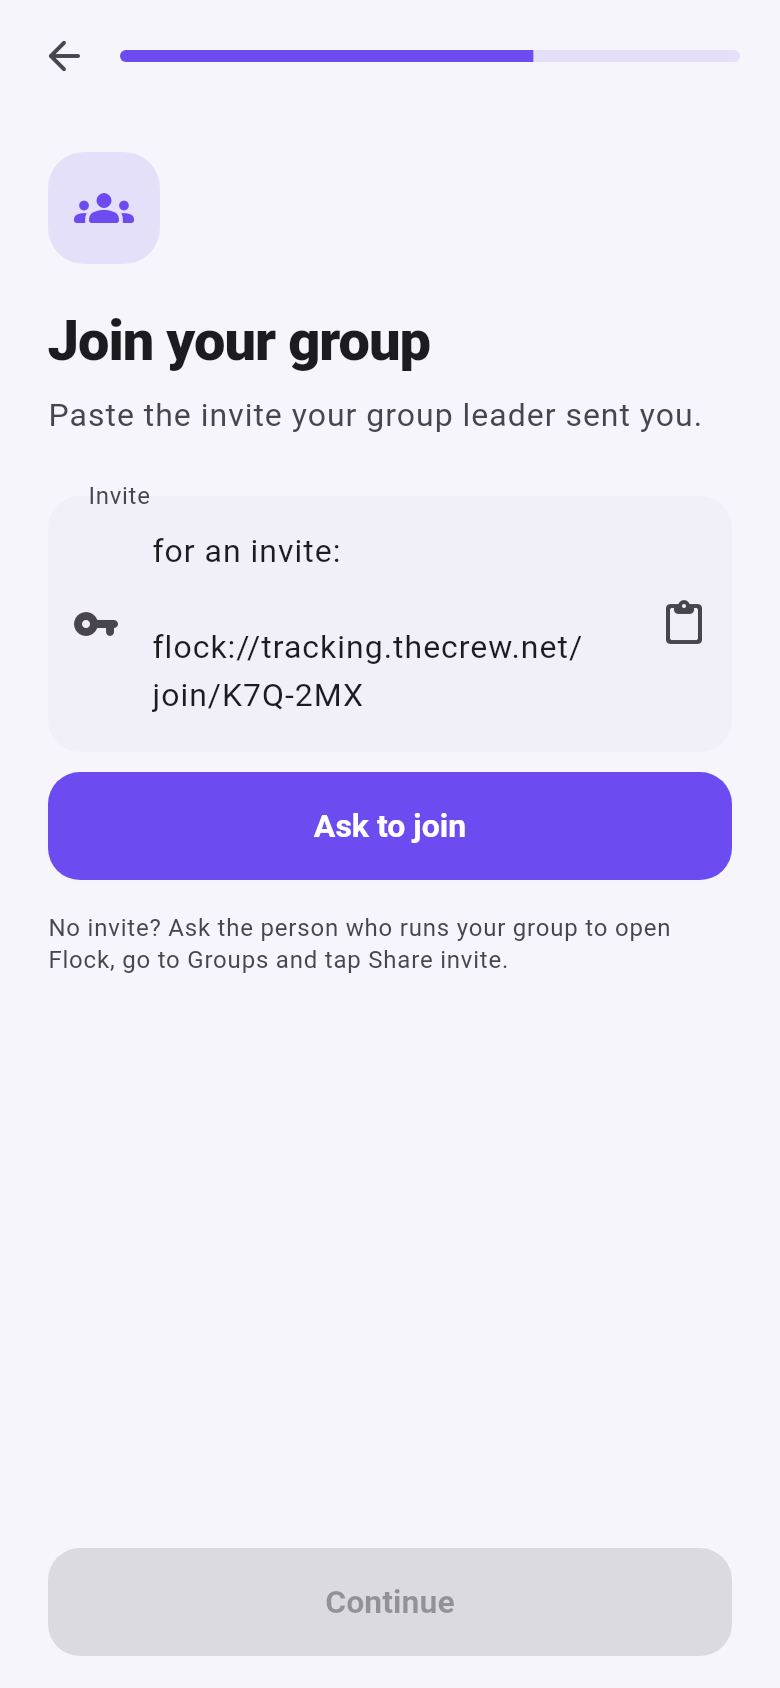 Join your group
Paste the invite your group leader sent you.
Invite
for an invite:
flock://tracking.thecrew.net/
join/K7Q-2MX
Ask to join
No invite? Ask the person who runs your group to open
Flock, go to Groups and tap Share invite.
Continue